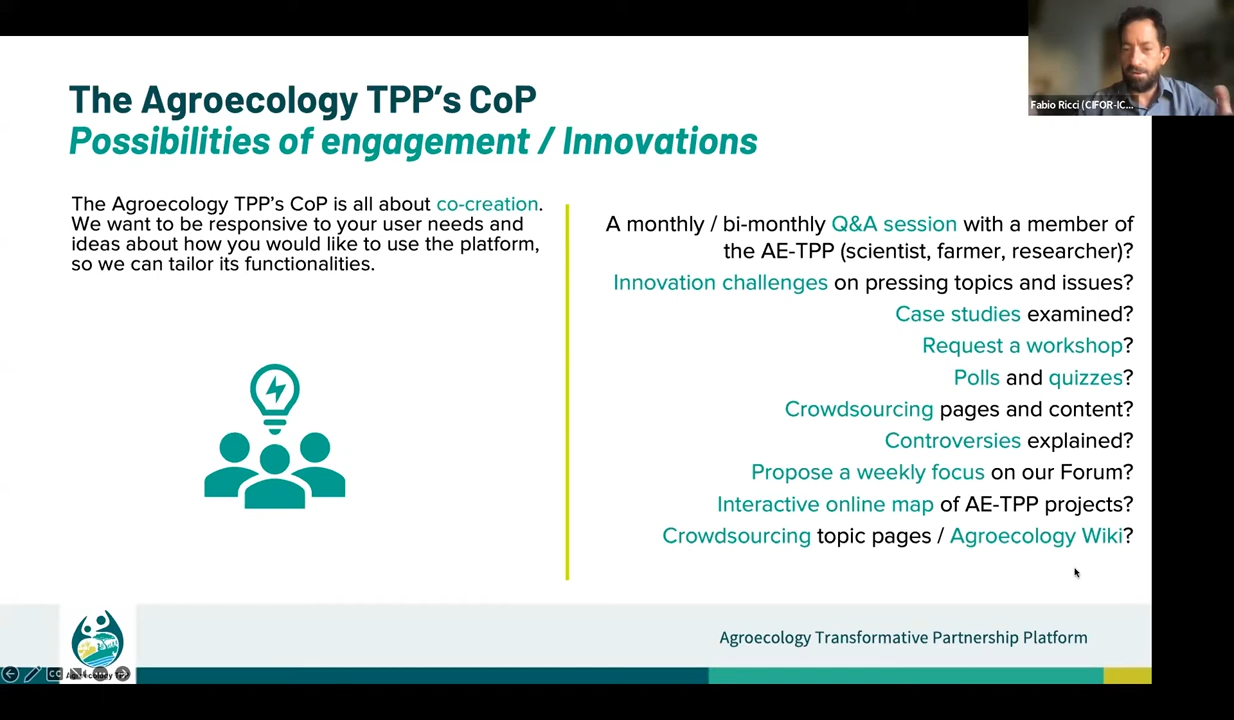 The Agroecology TPP's CoP
Possibilities of engagement / Innovations
Fabio Ricci (CIFOR-IC...
The Agroecology TPP's CoP is all about co-creation.
We want to be responsive to your user needs and
ideas about how you would like to use the platform,
so we can tailor its functionalities.
A monthly / bi-monthly Q&A session with a member of
the AE-TPP (scientist, farmer, researcher)?
Innovation challenges on pressing topics and issues?
Case studies examined?
Request a workshop?
Polls and quizzes?
Crowdsourcing pages and content?
Controversies explained?
Propose a weekly focus on our Forum?
Interactive online map of AE-TPP projects?
Crowdsourcing topic pages / Agroecology Wiki?
Agroecology Transformative Partnership Platform
CC